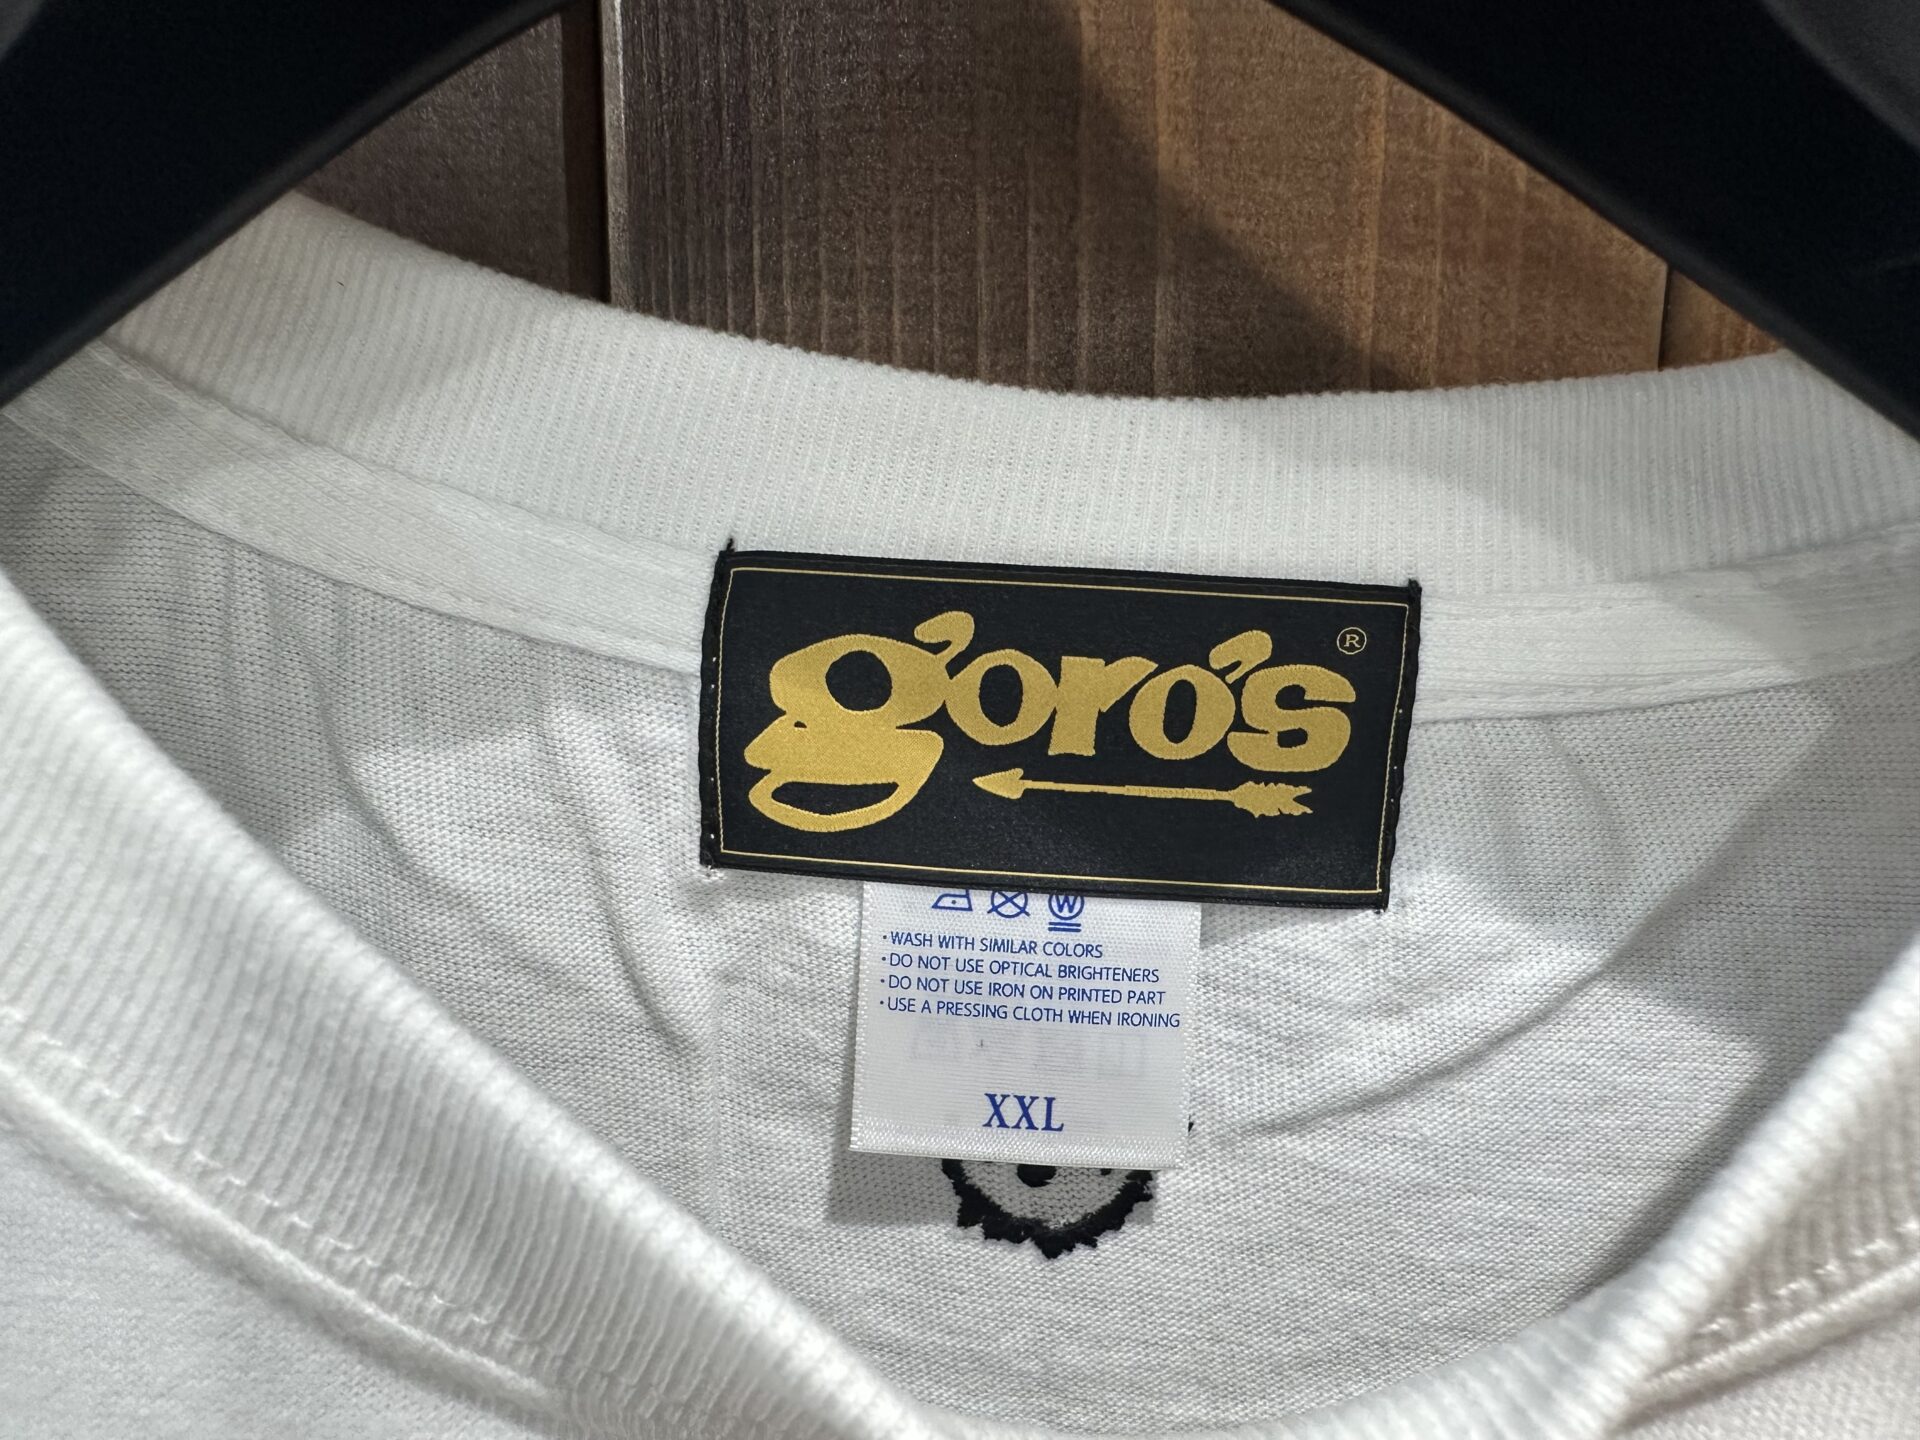 goro's ®
W
·WASH WITH SIMILAR COLORS
·DO NOT USE OPTICAL BRIGHTENERS
·DO NOT USE IRON ON PRINTED PART
·USE A PRESSING CLOTH WHEN IRONING
XXL